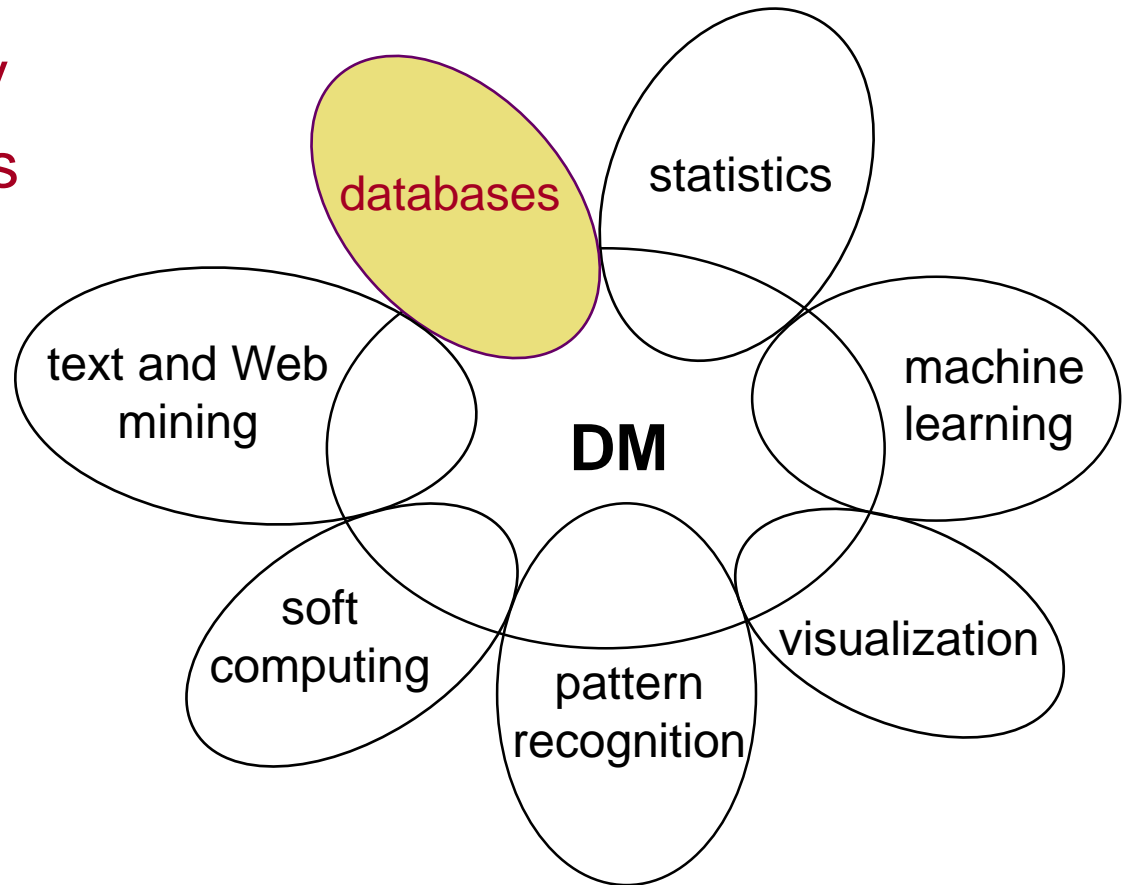 databases
statistics
text and Web
mining
machine
learning
DM
soft
computing
visualization
pattern
recognition